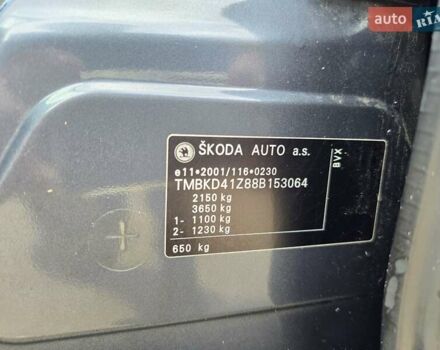 auto RIA
ŠKODA AUTO a.s.
BVX
e11*2001/116*0230
TMBKD41Z88B153064
2150 kg
3650 kg
1- 1100 kg
2- 1230 kg
650 kg